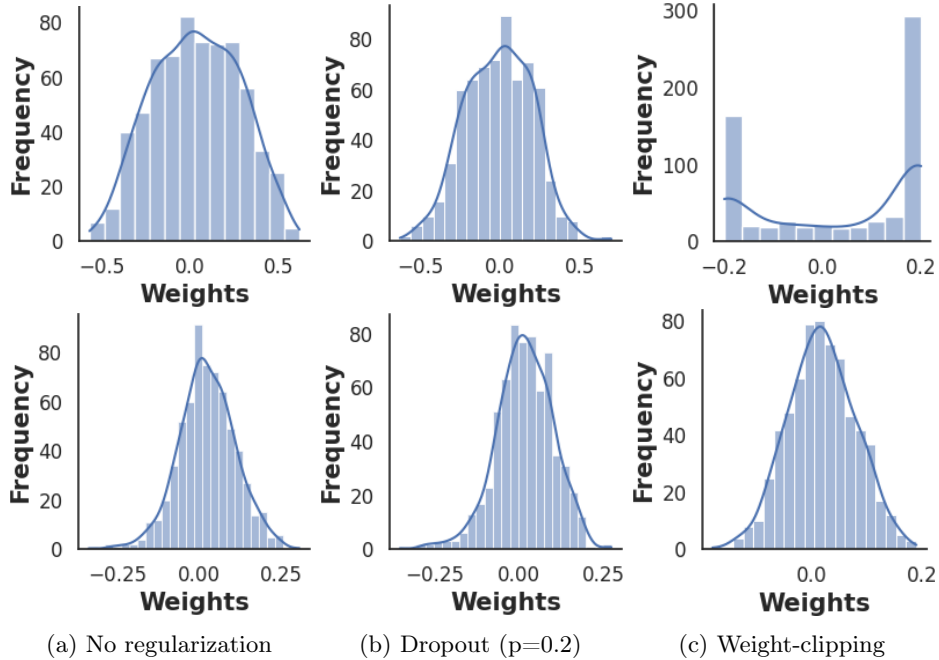 80
60
40
20
0
Frequency
−0.5 0.0 0.5
Weights
80
60
40
20
0
Frequency
−0.5 0.0 0.5
Weights
300
200
100
0
Frequency
−0.2 0.0 0.2
Weights
80
60
40
20
0
Frequency
−0.25 0.00 0.25
Weights
80
60
40
20
0
Frequency
−0.25 0.00 0.25
Weights
80
60
40
20
0
Frequency
0.0 0.2
Weights
(a) No regularization
(b) Dropout (p=0.2)
(c) Weight-clipping